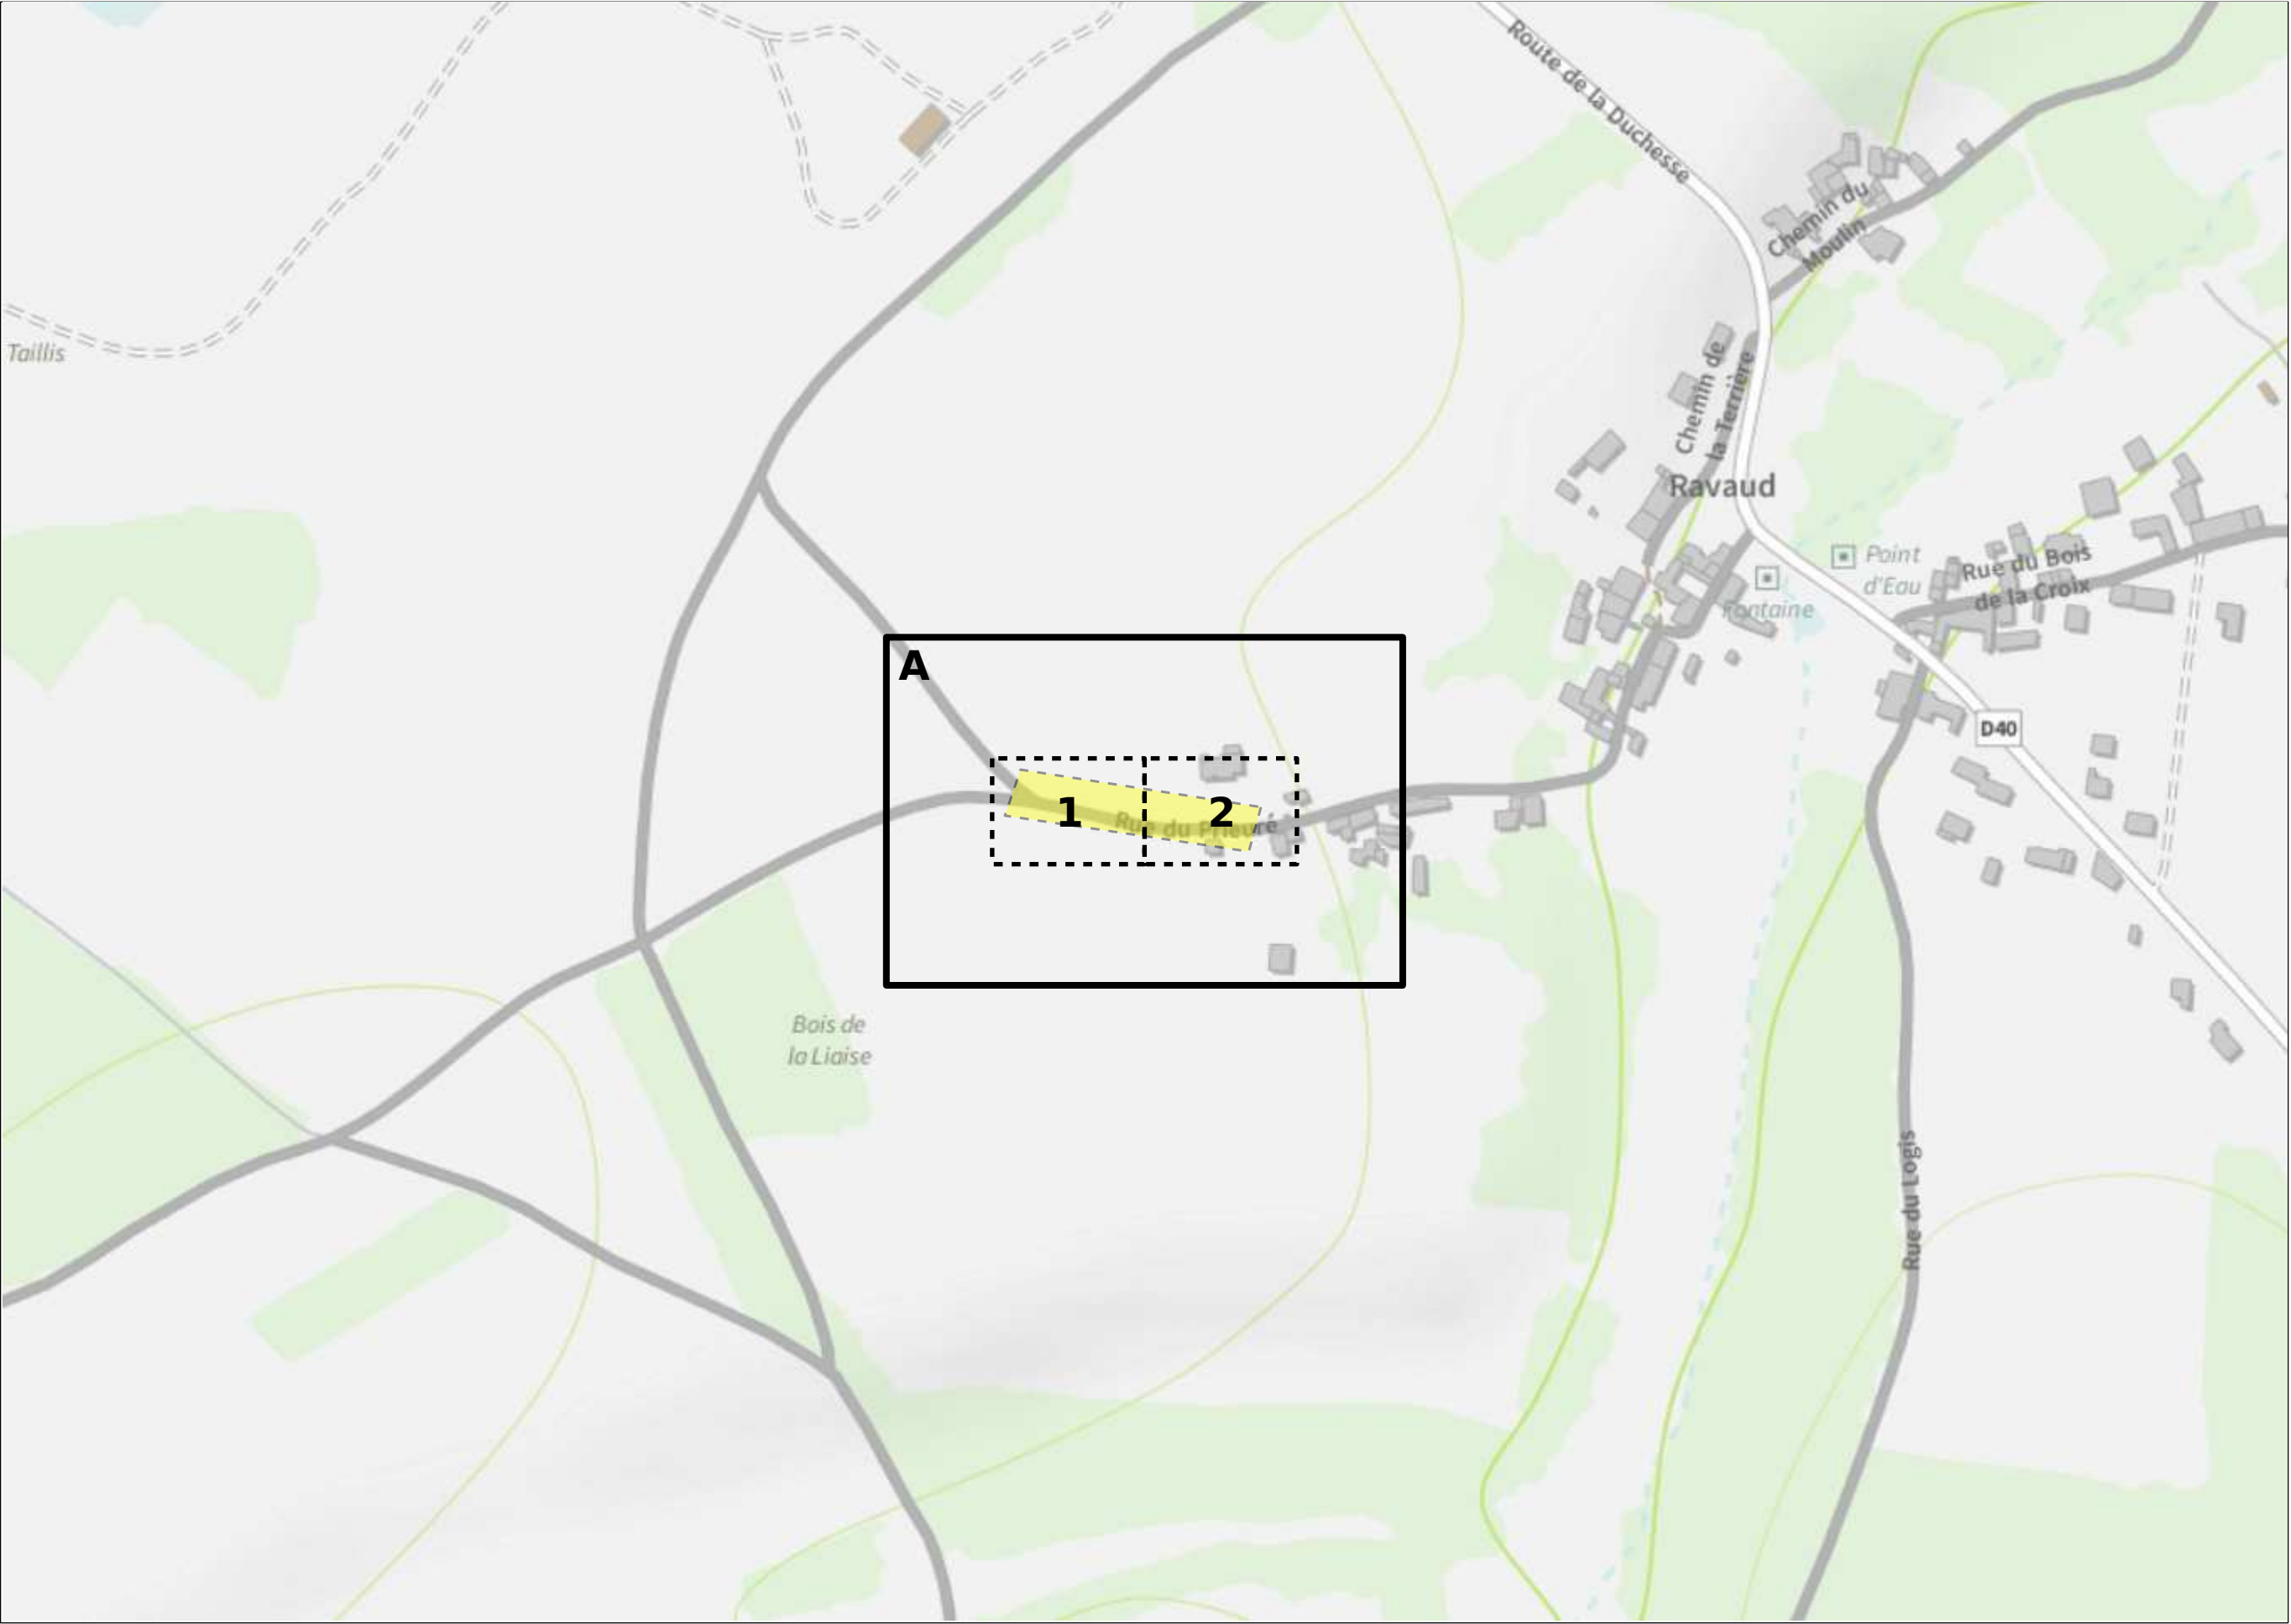 Route de la Duchesse
Chemin du
Moulin
Taillis
Chemin de
la Terrière
Ravaud
Point
d'Eau
Fontaine
Rue du Bois
de la Croix
A
D40
1
2
Rue du Prieuré
Bois de
la Liaise
Rue du Logis